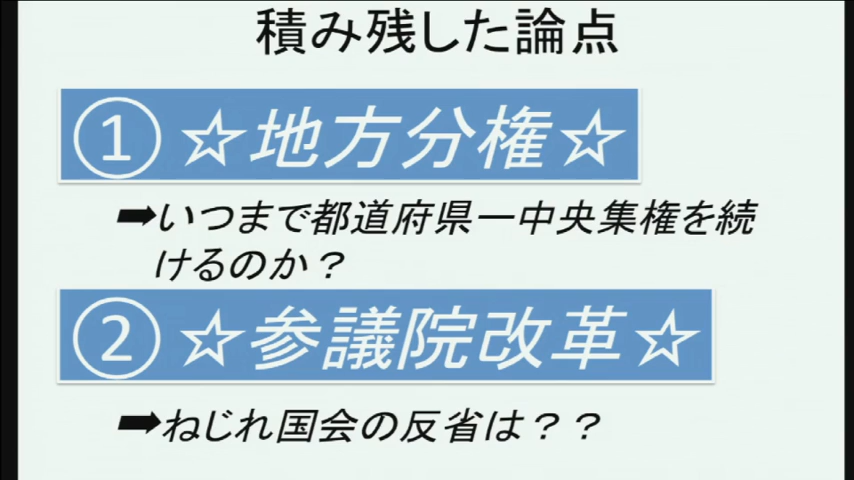 積み残した論点
① ☆地方分権☆
➡いつまで都道府県ー中央集権を続
けるのか？
② ☆参議院改革☆
➡ねじれ国会の反省は？？